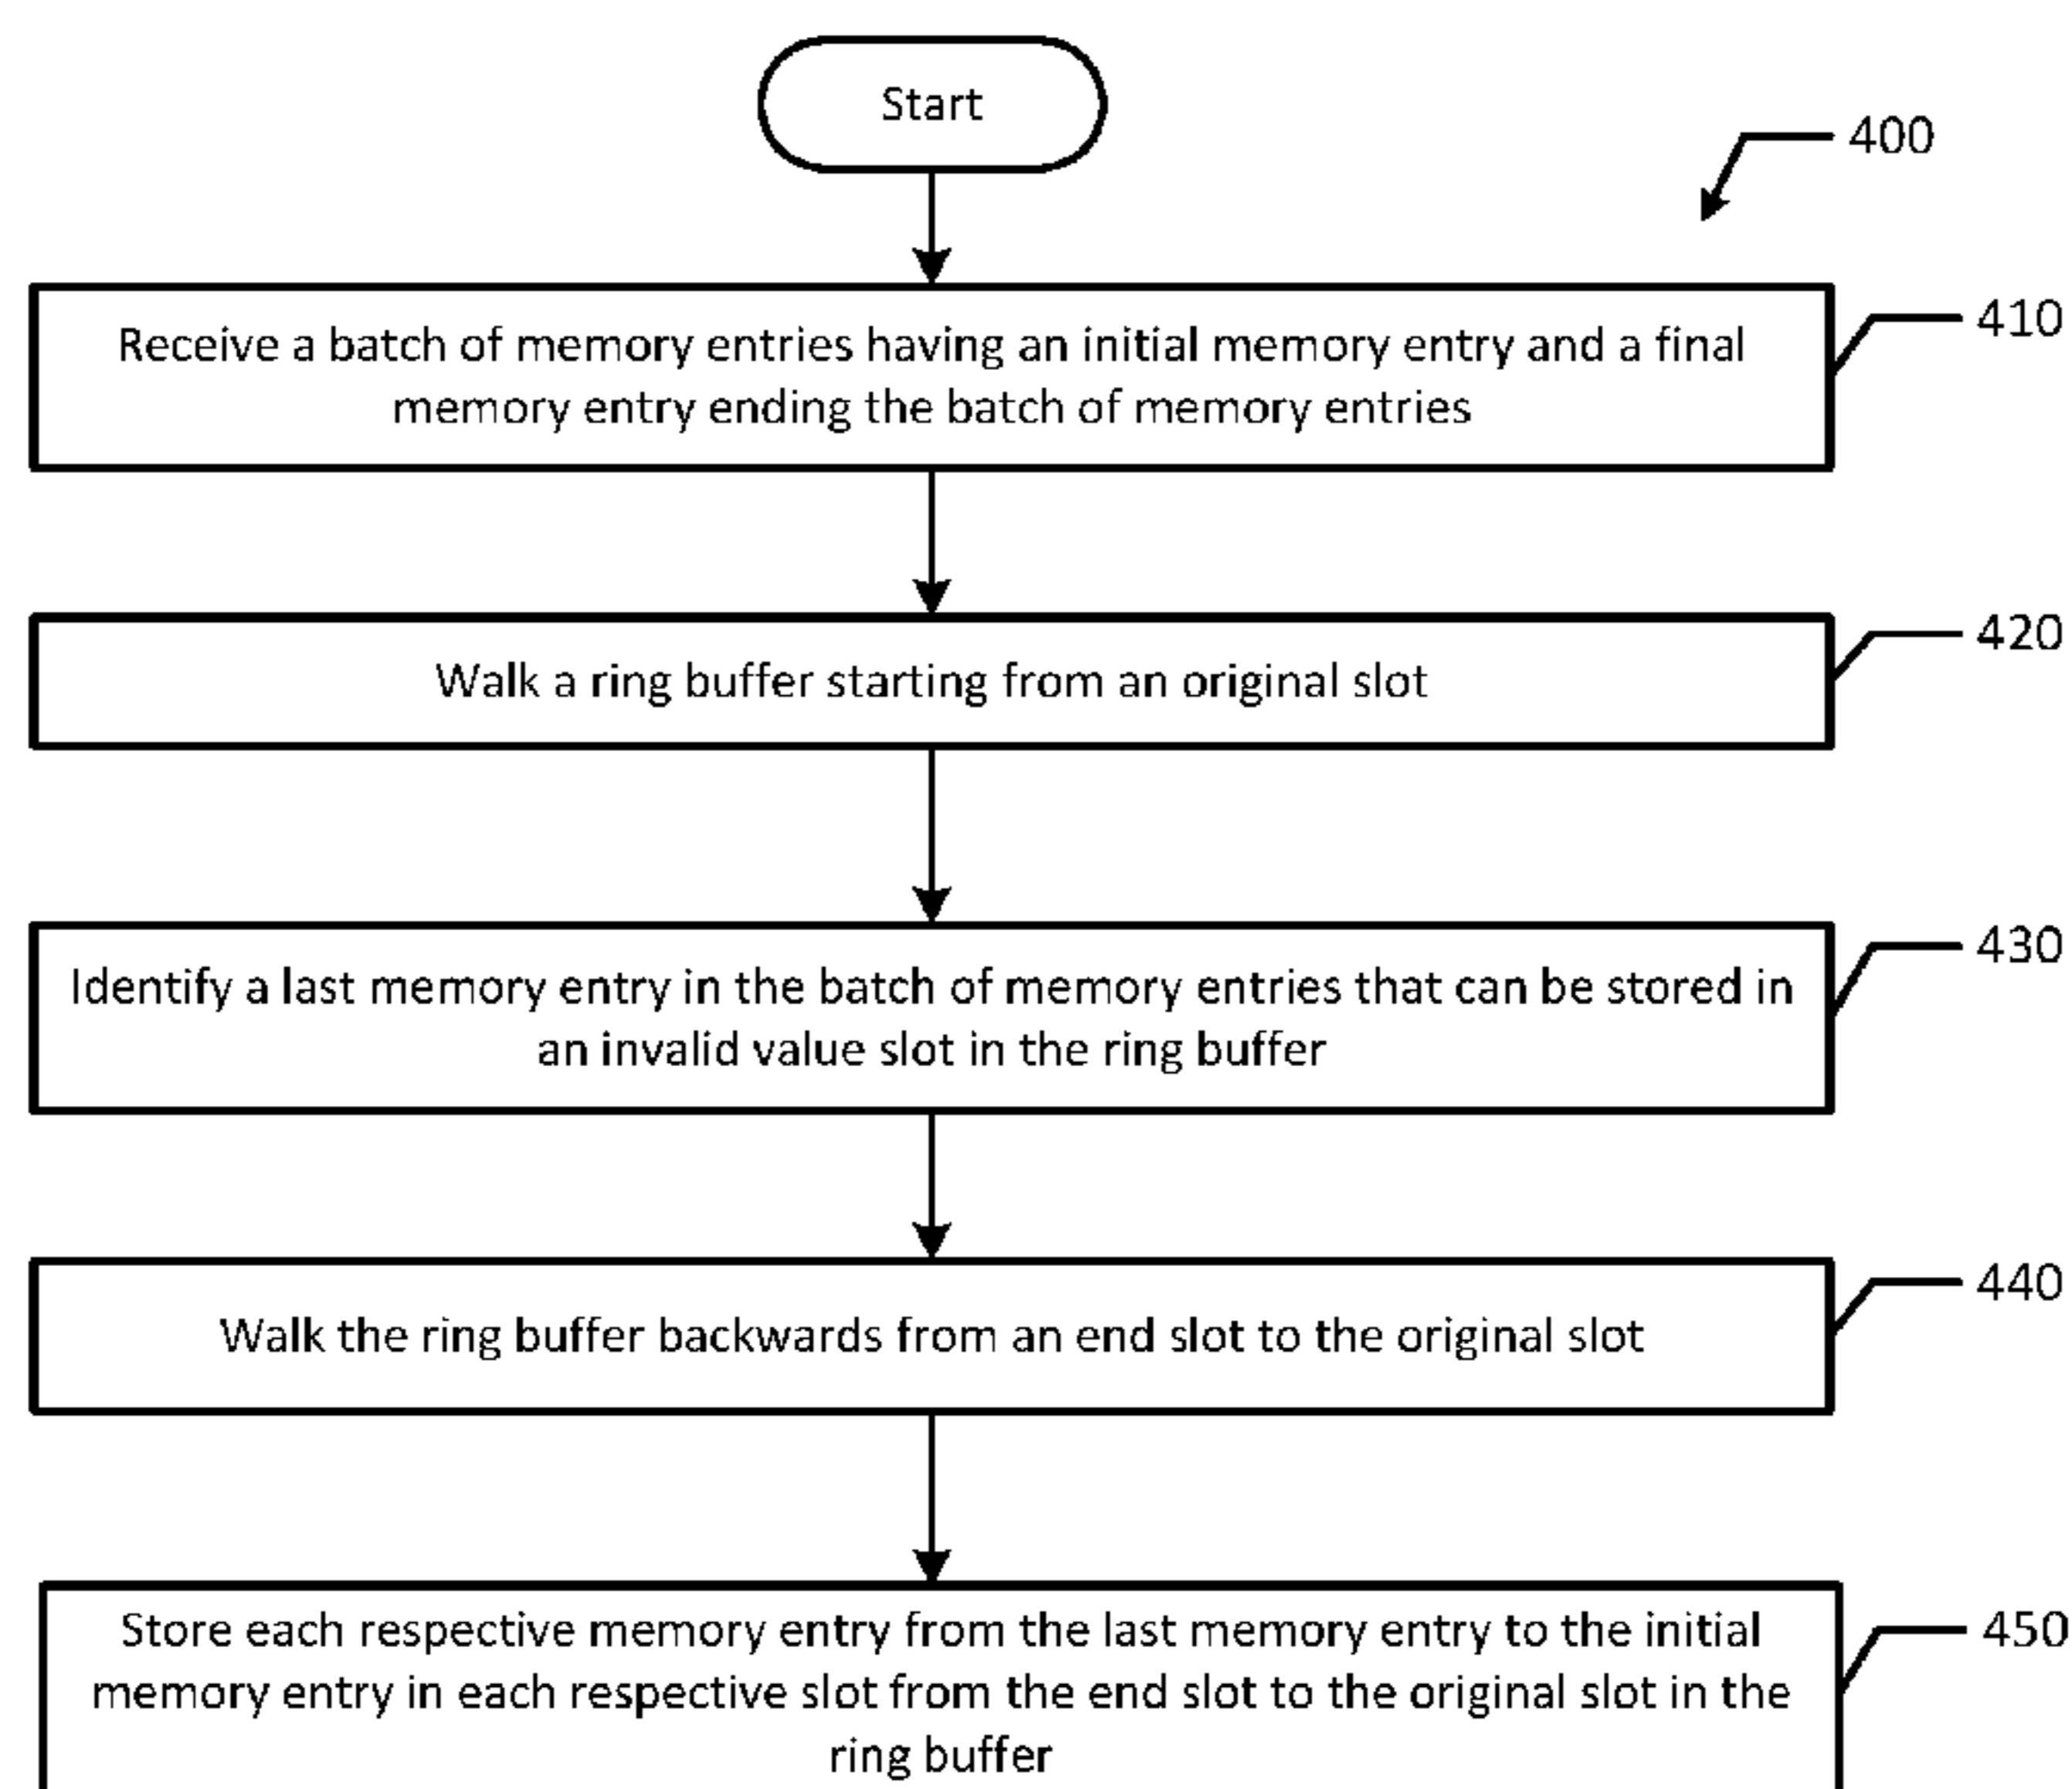 Start
400
Receive a batch of memory entries having an initial memory entry and a final
memory entry ending the batch of memory entries
410
Walk a ring buffer starting from an original slot
420
Identify a last memory entry in the batch of memory entries that can be stored in
an invalid value slot in the ring buffer
430
Walk the ring buffer backwards from an end slot to the original slot
440
Store each respective memory entry from the last memory entry to the initial
memory entry in each respective slot from the end slot to the original slot in the
ring buffer
450